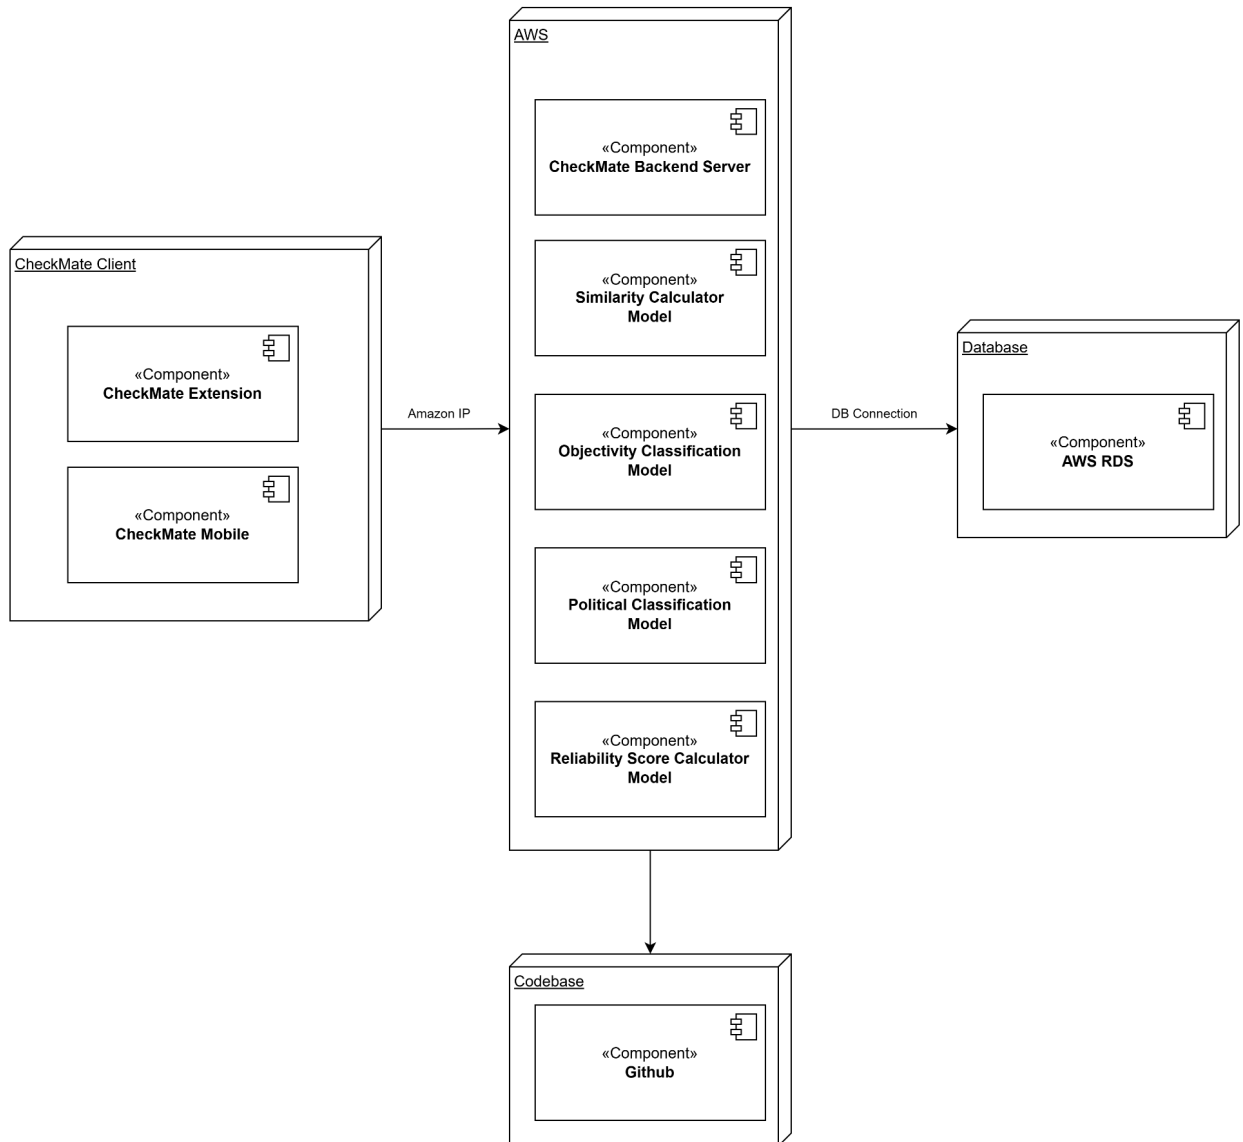 AWS
«Component»
CheckMate Backend Server
«Component»
Similarity Calculator
Model
«Component»
Objectivity Classification
Model
«Component»
Political Classification
Model
«Component»
Reliability Score Calculator
Model
CheckMate Client
«Component»
CheckMate Extension
«Component»
CheckMate Mobile
Amazon IP
DB Connection
Database
«Component»
AWS RDS
Codebase
«Component»
Github